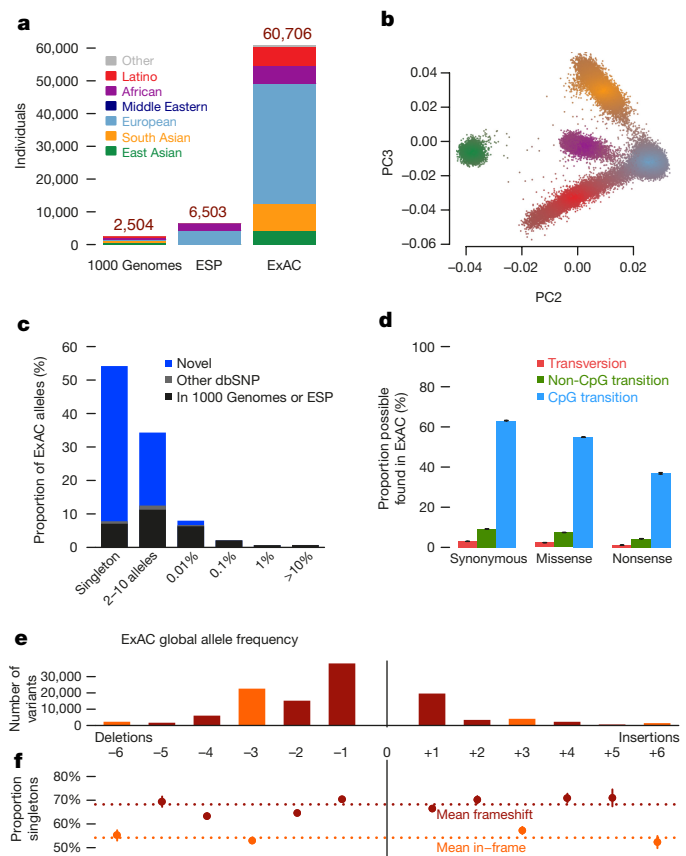 a
60,706
60,000
50,000
40,000
30,000
20,000
10,000
0
Individuals
Other
Latino
African
Middle Eastern
European
South Asian
East Asian
2,504
6,503
1000 Genomes
ESP
ExAC
b
0.04
0.02
0.00
−0.02
−0.04
−0.06
PC3
−0.04
−0.02
0.00
0.02
PC2
c
60
50
40
30
20
10
0
Proportion of ExAC alleles (%)
Novel
Other dbSNP
In 1000 Genomes or ESP
Singleton
2–10 alleles
0.01%
0.1%
1%
>10%
d
100
80
60
40
20
0
Proportion possible
found in ExAC (%)
Transversion
Non-CpG transition
CpG transition
Synonymous
Missense
Nonsense
e
ExAC global allele frequency
Number of
variants
30,000
20,000
10,000
0
Deletions
Insertions
−6
−5
−4
−3
−2
−1
0
+1
+2
+3
+4
+5
+6
f
Proportion
singletons
80%
70%
60%
50%
Mean frameshift
Mean in-frame